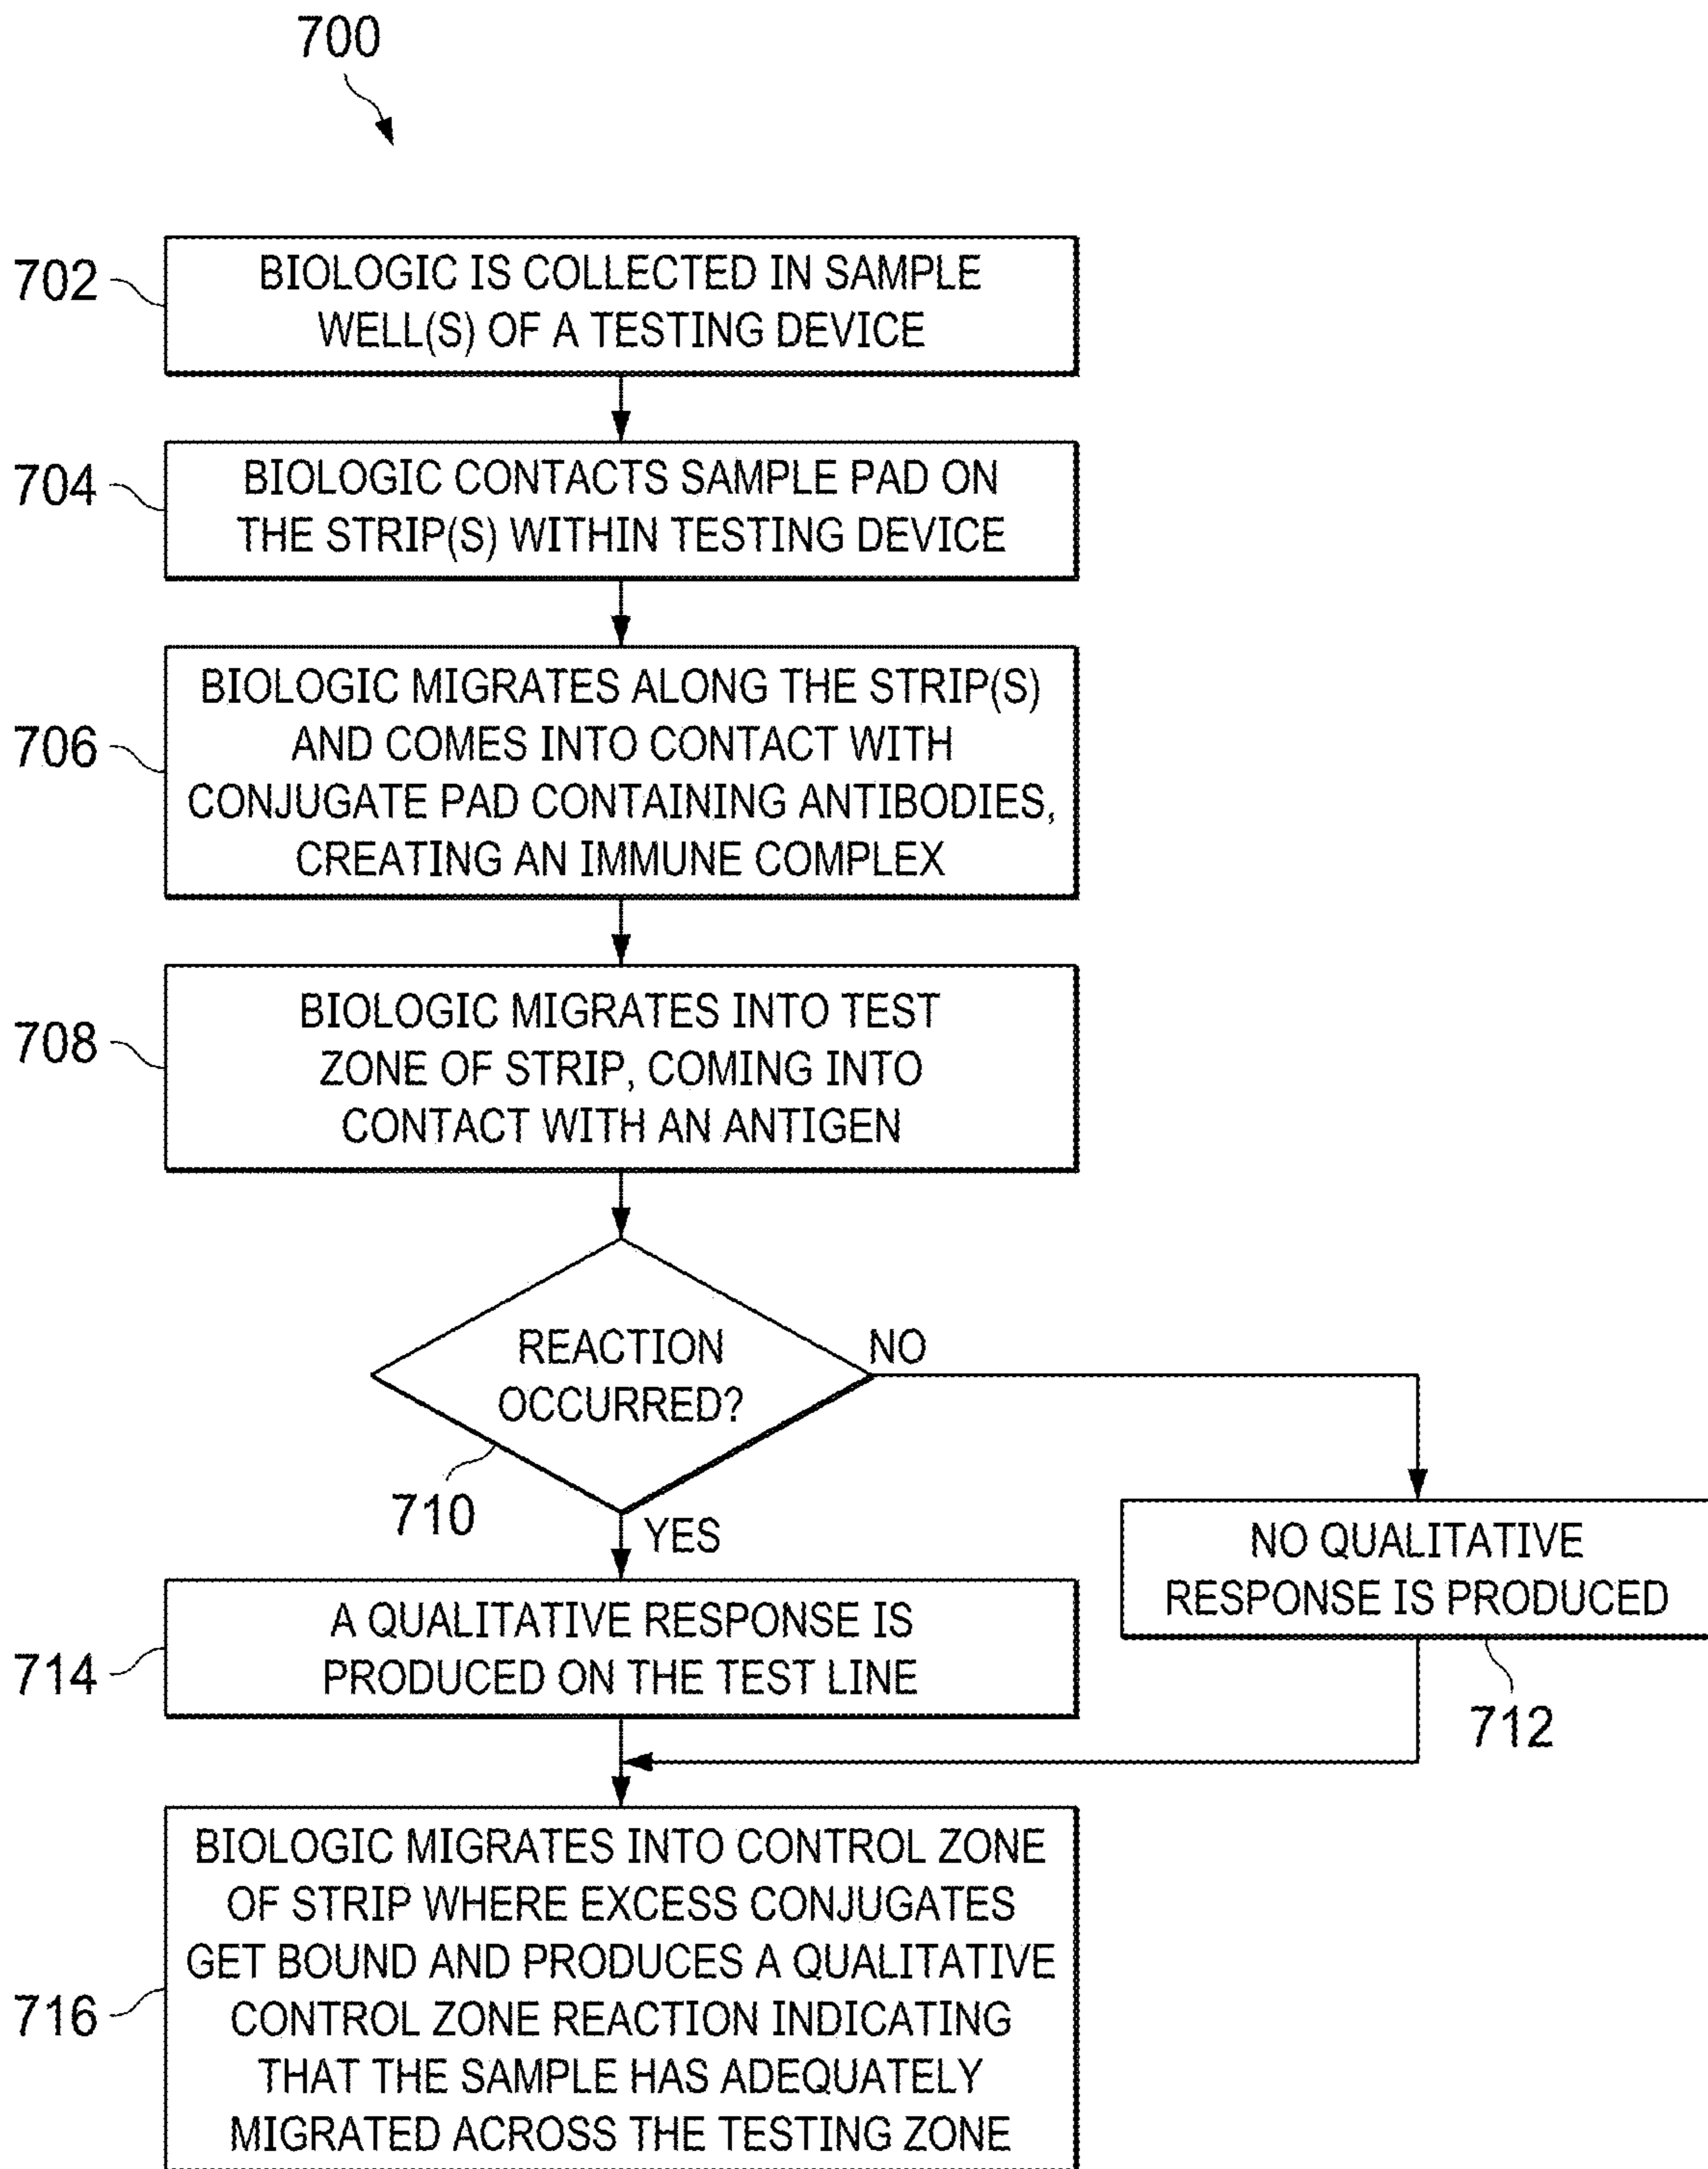 700
702
BIOLOGIC IS COLLECTED IN SAMPLE
WELL(S) OF A TESTING DEVICE
704
BIOLOGIC CONTACTS SAMPLE PAD ON
THE STRIP(S) WITHIN TESTING DEVICE
706
BIOLOGIC MIGRATES ALONG THE STRIP(S)
AND COMES INTO CONTACT WITH
CONJUGATE PAD CONTAINING ANTIBODIES,
CREATING AN IMMUNE COMPLEX
708
BIOLOGIC MIGRATES INTO TEST
ZONE OF STRIP, COMING INTO
CONTACT WITH AN ANTIGEN
REACTION
OCCURRED?
NO
710
YES
NO QUALITATIVE
RESPONSE IS PRODUCED
712
714
A QUALITATIVE RESPONSE IS
PRODUCED ON THE TEST LINE
716
BIOLOGIC MIGRATES INTO CONTROL ZONE
OF STRIP WHERE EXCESS CONJUGATES
GET BOUND AND PRODUCES A QUALITATIVE
CONTROL ZONE REACTION INDICATING
THAT THE SAMPLE HAS ADEQUATELY
MIGRATED ACROSS THE TESTING ZONE